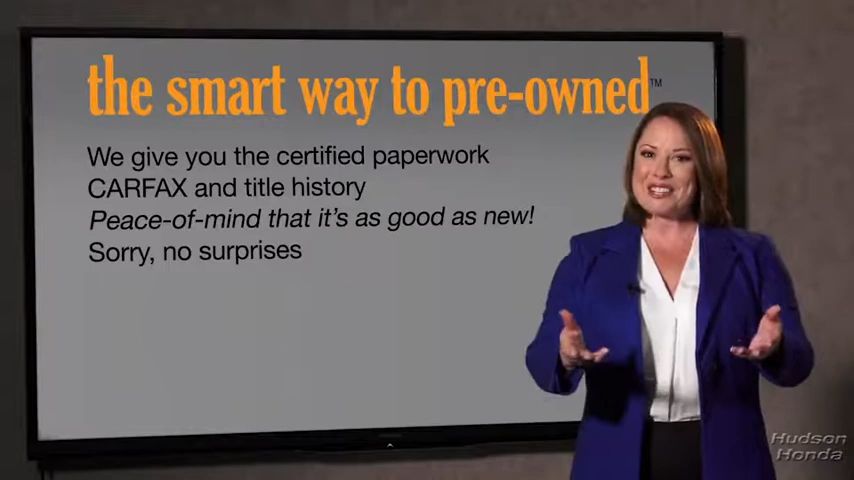 the smart way to pre-owned™
We give you the certified paperwork
CARFAX and title history
Peace-of-mind that it's as good as new!
Sorry, no surprises
Hudson
Honda